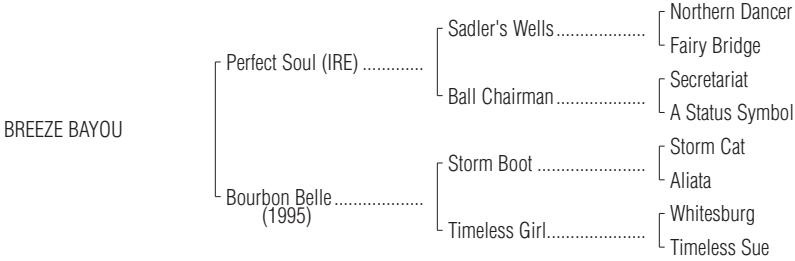 Northern Dancer
Sadler's Wells....................
Fairy Bridge
Perfect Soul (IRE) .............
Secretariat
Ball Chairman....................
A Status Symbol
BREEZE BAYOU
Storm Cat
Storm Boot ........................
Aliata
Bourbon Belle....................
(1995)
Whitesburg
Timeless Girl......................
Timeless Sue